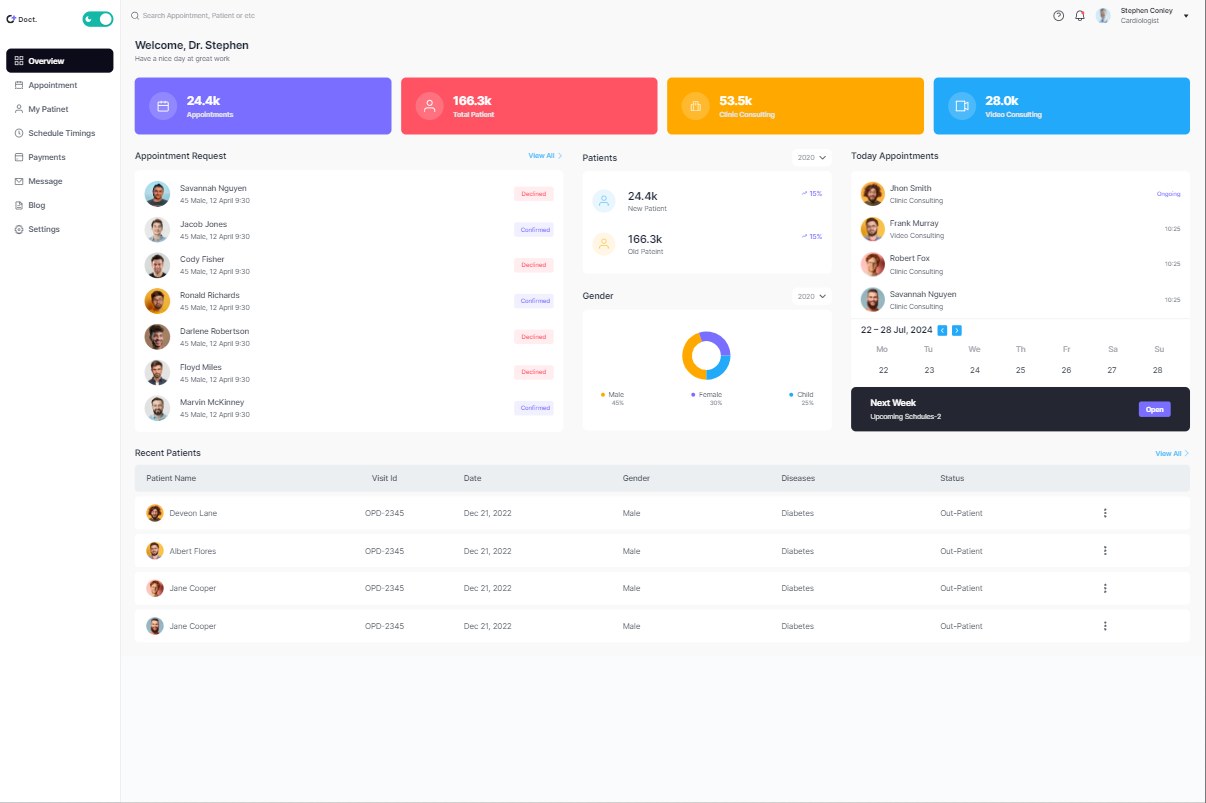 Doct.
Overview
Appointment
My Patinet
Schedule Timings
Payments
Message
Blog
Settings
Search Appointment, Patient or etc
Stephen Conley
Cardiologist
Welcome, Dr. Stephen
Have a nice day at great work
24.4k
Appointments
166.3k
Total Patient
53.5k
Clinic Consulting
28.0k
Video Consulting
Appointment Request
View All
Savannah Nguyen
45 Male, 12 April 9:30
Declined
Jacob Jones
45 Male, 12 April 9:30
Confirmed
Cody Fisher
45 Male, 12 April 9:30
Declined
Ronald Richards
45 Male, 12 April 9:30
Confirmed
Darlene Robertson
45 Male, 12 April 9:30
Declined
Floyd Miles
45 Male, 12 April 9:30
Declined
Marvin McKinney
45 Male, 12 April 9:30
Confirmed
Patients
2020
24.4k
New Patient
15%
166.3k
Old Pateint
15%
Gender
2020
Male
45%
Female
30%
Child
25%
Today Appointments
Jhon Smith
Clinic Consulting
Ongoing
Frank Murray
Video Consulting
10:25
Robert Fox
Clinic Consulting
10:25
Savannah Nguyen
Clinic Consulting
10:25
22 – 28 Jul, 2024
Mo Tu We Th Fr Sa Su
22 23 24 25 26 27 28
Next Week
Upcoming Schdules-2
Open
Recent Patients
View All
Patient Name Visit Id Date Gender Diseases Status
Deveon Lane OPD-2345 Dec 21, 2022 Male Diabetes Out-Patient
Albert Flores OPD-2345 Dec 21, 2022 Male Diabetes Out-Patient
Jane Cooper OPD-2345 Dec 21, 2022 Male Diabetes Out-Patient
Jane Cooper OPD-2345 Dec 21, 2022 Male Diabetes Out-Patient